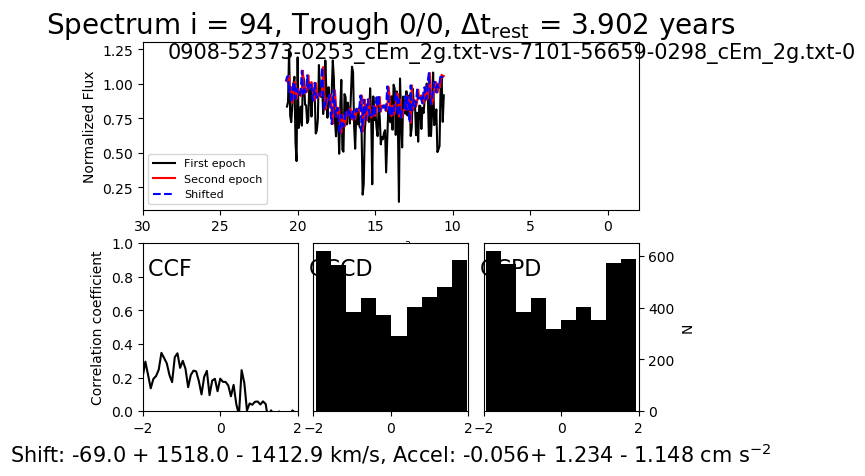 Spectrum i = 94, Trough 0/0, Δt_rest = 3.902 years
0908-52373-0253_cEm_2g.txt-vs-7101-56659-0298_cEm_2g.txt-0
Normalized Flux
1.25
1.00
0.75
0.50
0.25
First epoch
Second epoch
Shifted
30 25 20 15 10 5 0
Correlation coefficient
1.0
0.8
0.6
0.4
0.2
0.0
CCF
CCPD
600
400
200
0
N
−2 0 2
−2 0 2
−2 0 2
Shift: -69.0 + 1518.0 - 1412.9 km/s, Accel: -0.056+ 1.234 - 1.148 cm s⁻²